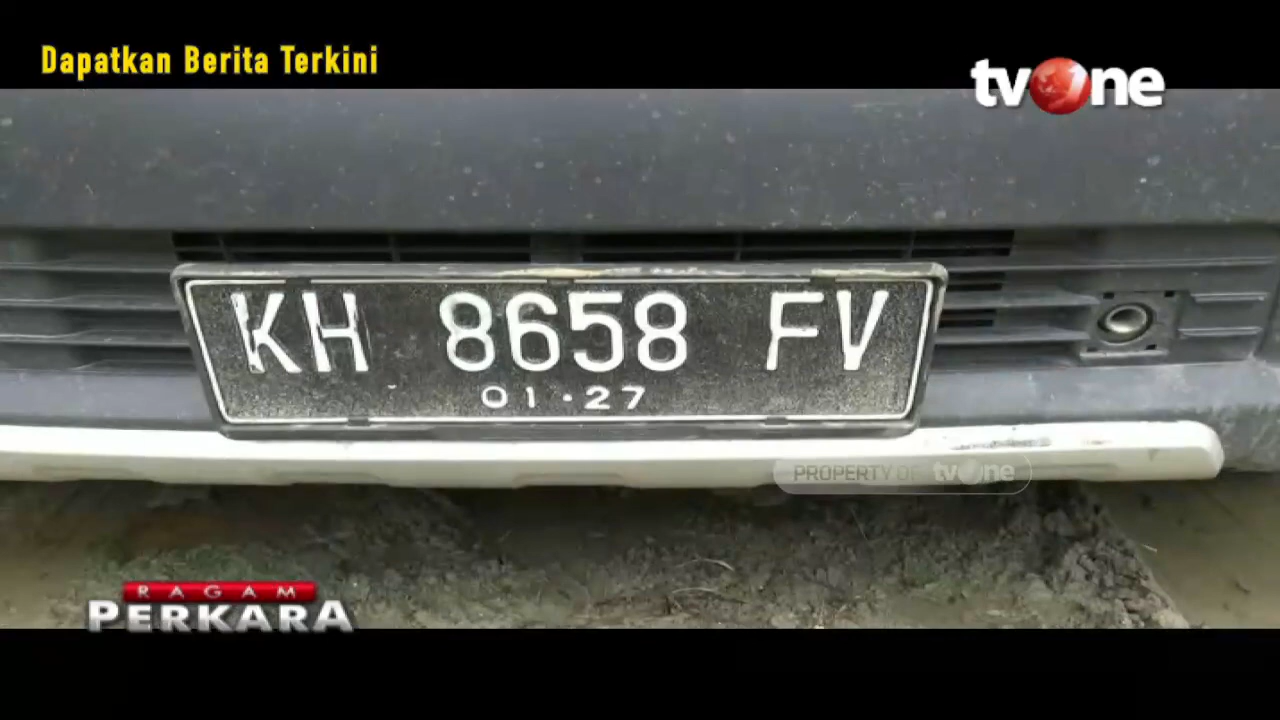 Dapatkan Berita Terkini
tvOne
KH 8658 FV
01·27
PROPERTY OF tvOne
RAGAM
PERKARA